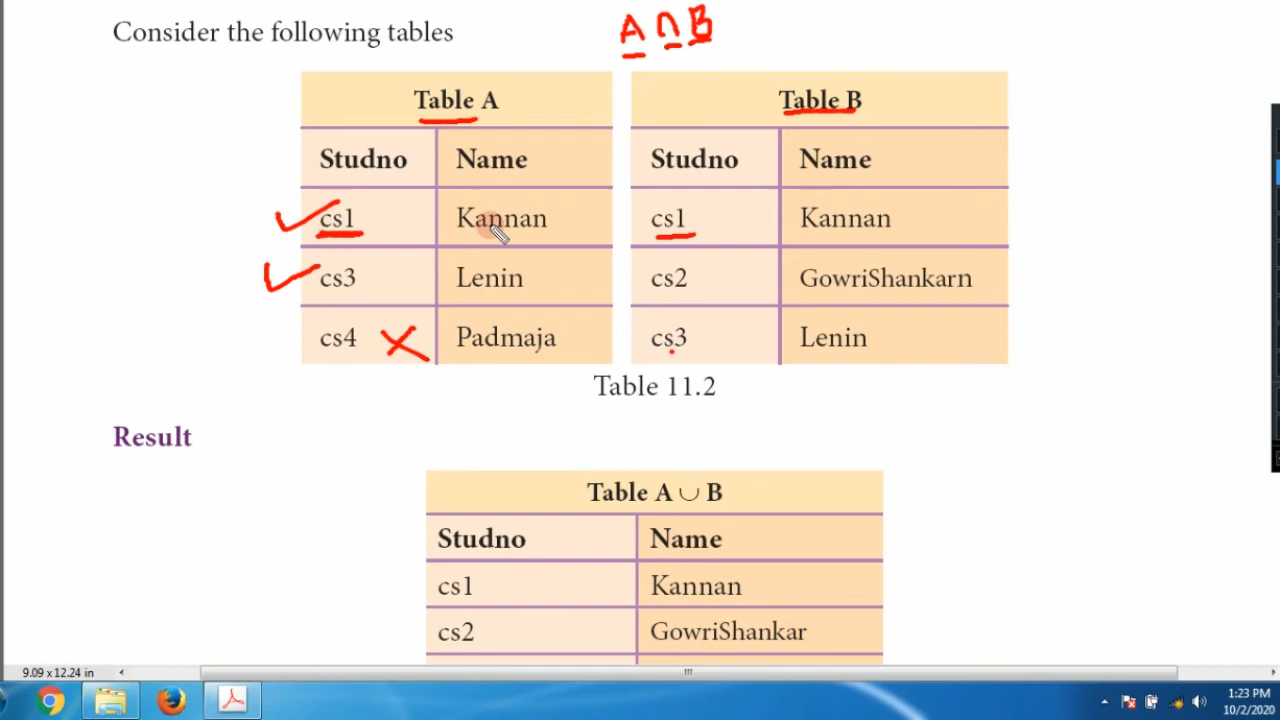 Consider the following tables
A ∩ B
Table A
Table B
Studno Name
Studno Name
cs1 Kannan
cs1 Kannan
cs3 Lenin
cs2 GowriShankarn
cs4 Padmaja
cs3 Lenin
Table 11.2
Result
Table A ∪ B
Studno Name
cs1 Kannan
cs2 GowriShankar
9.09 x 12.24 in
1:23 PM
10/2/2020